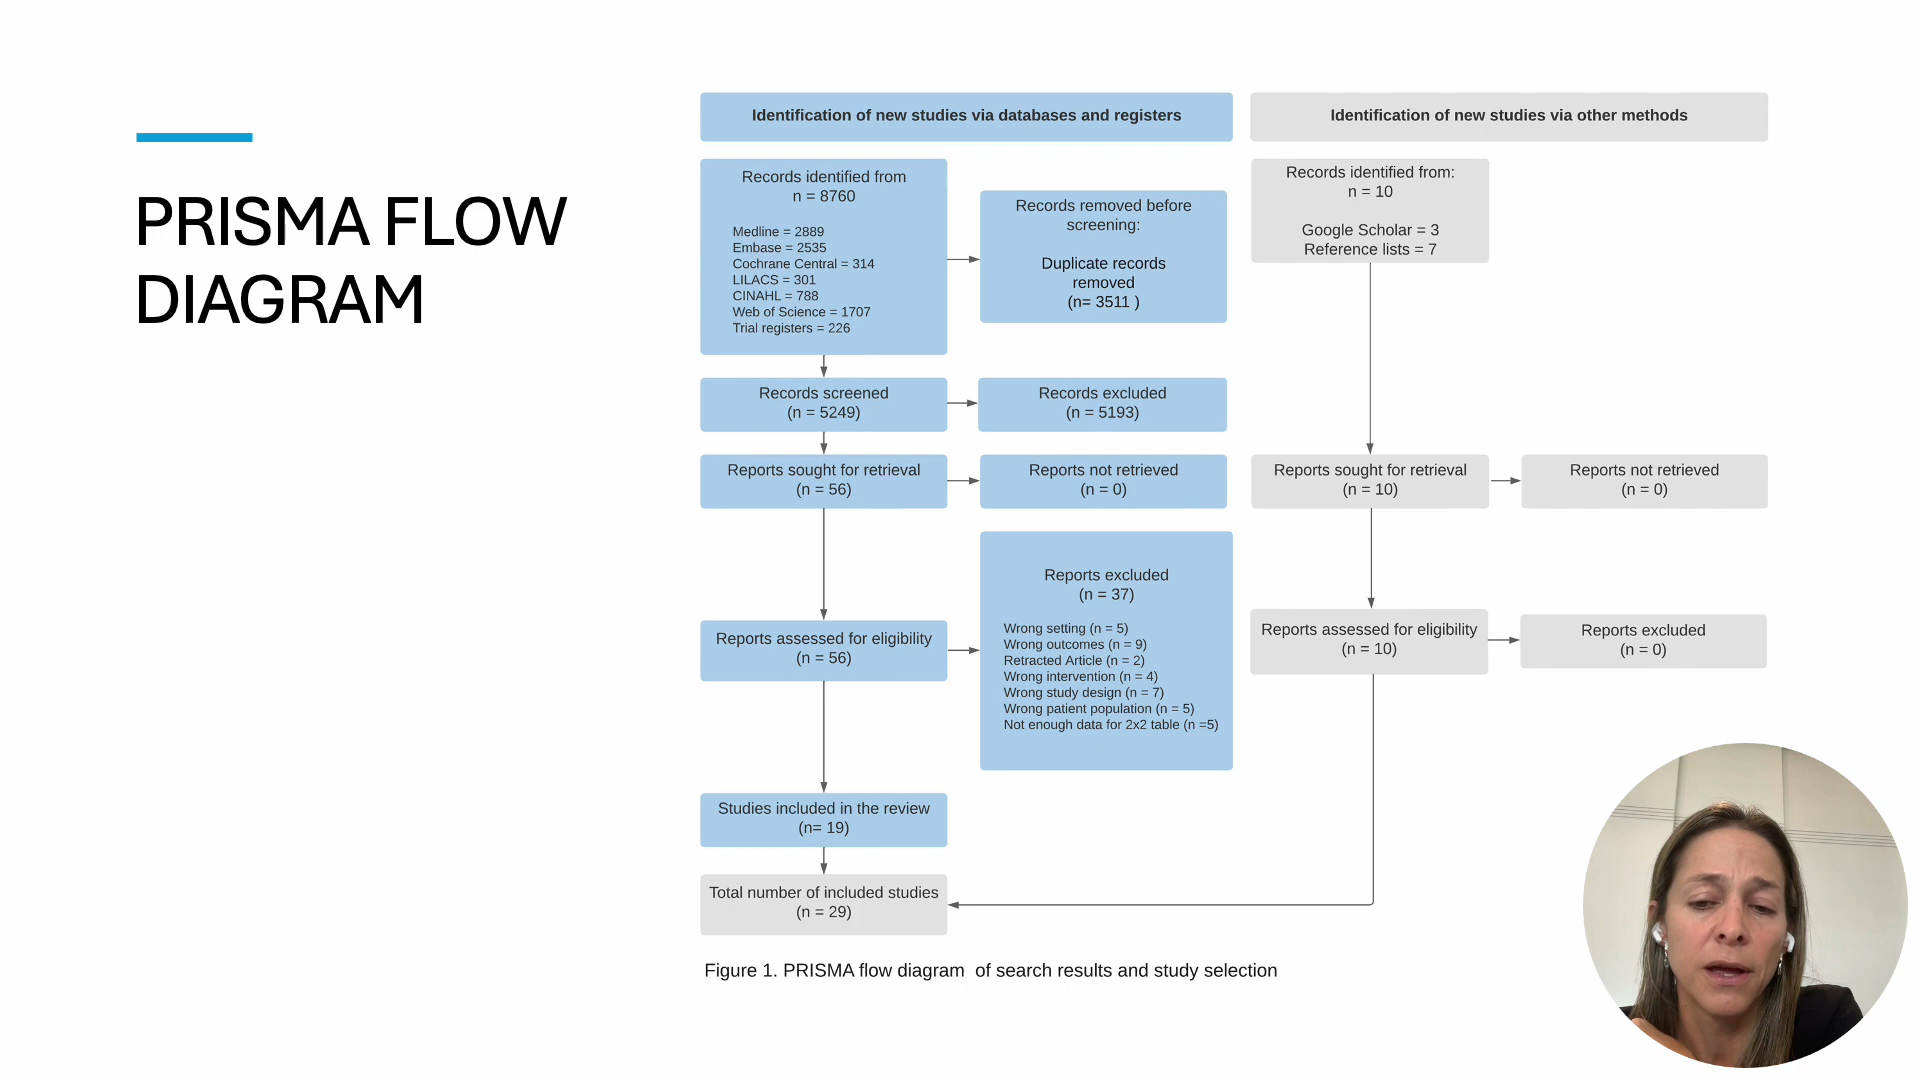 PRISMA FLOW
DIAGRAM
Identification of new studies via databases and registers
Identification of new studies via other methods
Records identified from
n = 8760
Medline = 2889
Embase = 2535
Cochrane Central = 314
LILACS = 301
CINAHL = 788
Web of Science = 1707
Trial registers = 226
Records removed before
screening:
Duplicate records
removed
(n= 3511 )
Records identified from:
n = 10
Google Scholar = 3
Reference lists = 7
Records screened
(n = 5249)
Records excluded
(n = 5193)
Reports sought for retrieval
(n = 56)
Reports not retrieved
(n = 0)
Reports sought for retrieval
(n = 10)
Reports not retrieved
(n = 0)
Reports assessed for eligibility
(n = 56)
Reports excluded
(n = 37)
Wrong setting (n = 5)
Wrong outcomes (n = 9)
Retracted Article (n = 2)
Wrong intervention (n = 4)
Wrong study design (n = 7)
Wrong patient population (n = 5)
Not enough data for 2x2 table (n =5)
Reports assessed for eligibility
(n = 10)
Reports excluded
(n = 0)
Studies included in the review
(n= 19)
Total number of included studies
(n = 29)
Figure 1. PRISMA flow diagram  of search results and study selection